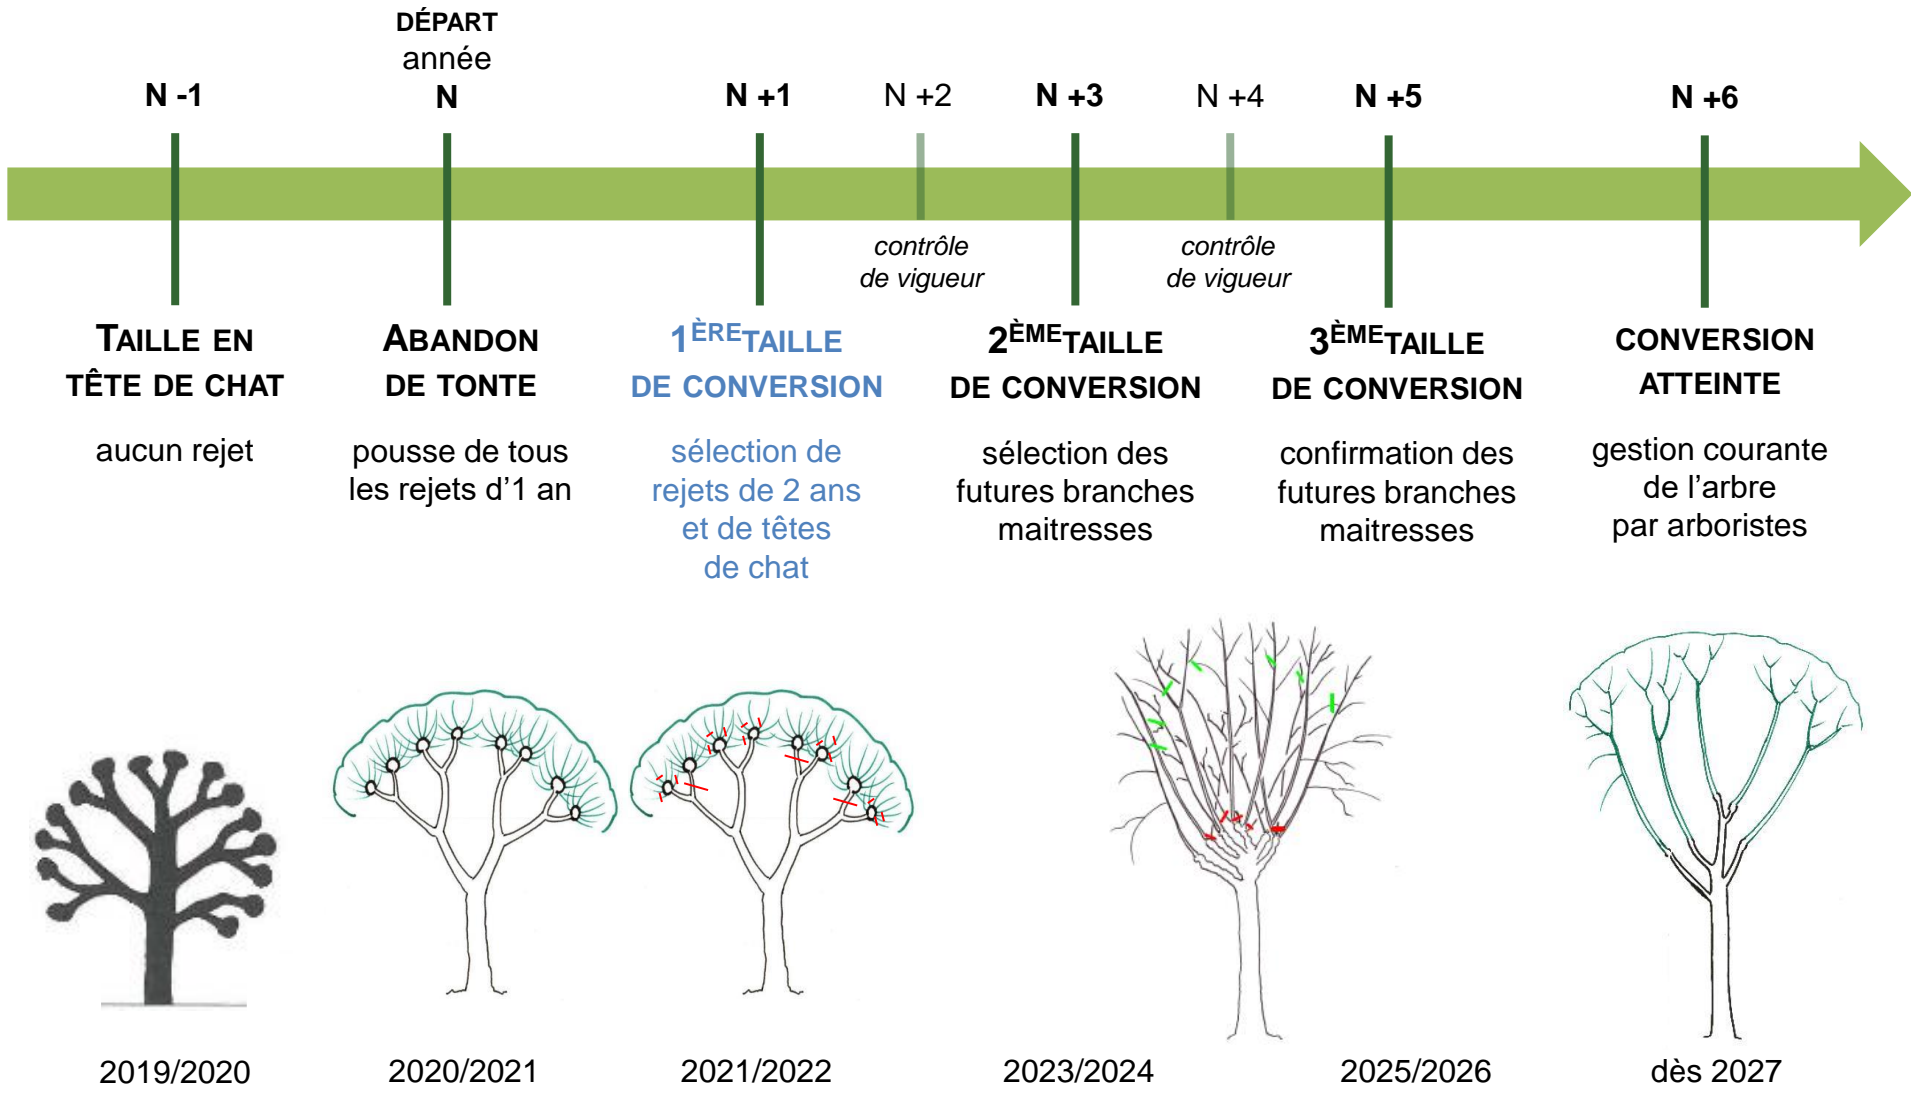 DÉPART
année
N -1
N
N +1
N +2
N +3
N +4
N +5
N +6
contrôle
de vigueur
contrôle
de vigueur
TAILLE EN
TÊTE DE CHAT
aucun rejet
ABANDON
DE TONTE
pousse de tous
les rejets d’1 an
1ÈRETAILLE
DE CONVERSION
sélection de
rejets de 2 ans
et de têtes
de chat
2ÈMETAILLE
DE CONVERSION
sélection des
futures branches
maitresses
3ÈMETAILLE
DE CONVERSION
confirmation des
futures branches
maitresses
CONVERSION
ATTEINTE
gestion courante
de l’arbre
par arboristes
2019/2020
2020/2021
2021/2022
2023/2024
2025/2026
dès 2027